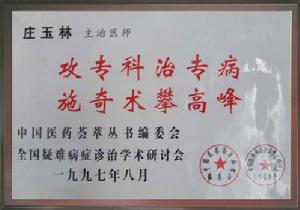 庄玉林 主治医师
攻专科治专病
施奇术攀高峰
中国医药荟萃丛书编委会
全国疑难病症诊治学术研讨会
一九九七年八月